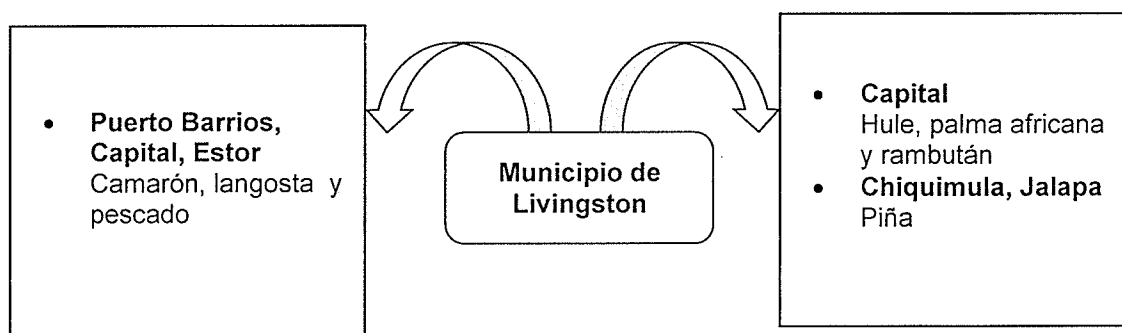 • Puerto Barrios,
Capital, Estor
Camarón, langosta y
pescado
Municipio de
Livingston
• Capital
Hule, palma africana
y rambután
• Chiquimula, Jalapa
Piña